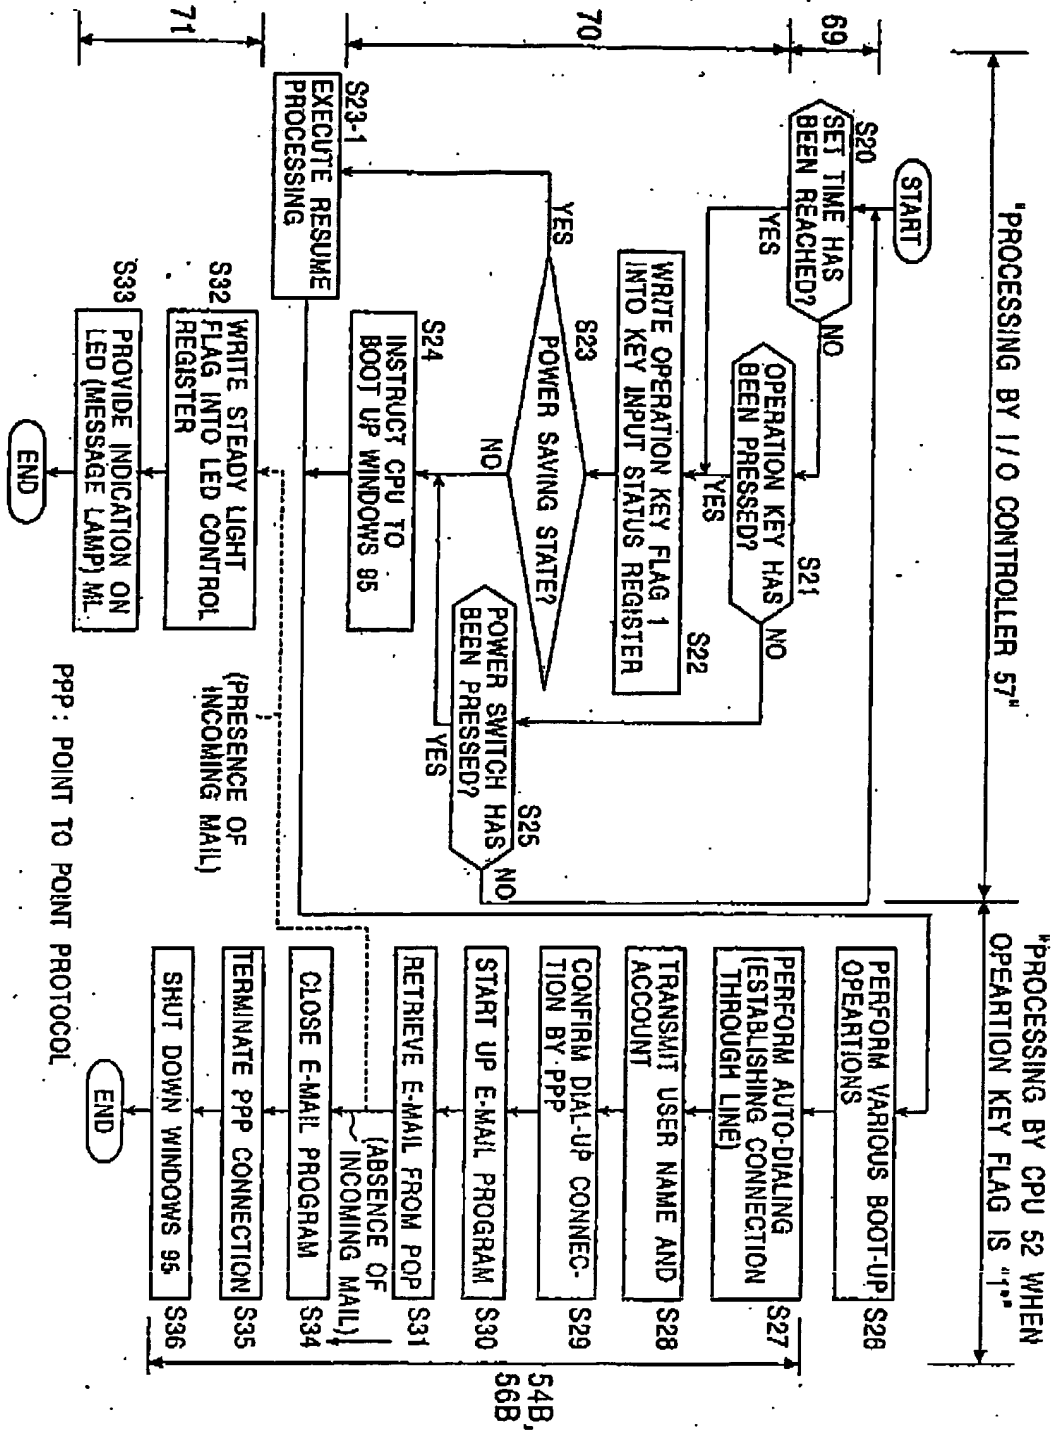 "PROCESSING BY I/O CONTROLLER 57"
"PROCESSING BY CPU 52 WHEN
OPEARTION KEY FLAG IS "1""
69
70
71
START
S20
SET TIME HAS
BEEN REACHED?
YES
NO
S21
OPERATION KEY HAS
BEEN PRESSED?
YES
NO
S22
WRITE OPERATION KEY FLAG 1
INTO KEY INPUT STATUS REGISTER
S23
POWER SAVING STATE?
YES
NO
S25
POWER SWITCH HAS
BEEN PRESSED?
YES
NO
S24
INSTRUCT CPU TO
BOOT UP WINDOWS 95
S23-1
EXECUTE RESUME
PROCESSING
S32
WRITE STEADY LIGHT
FLAG INTO LED CONTROL
REGISTER
S33
PROVIDE INDICATION ON
LED (MESSAGE LAMP) ML
END
(PRESENCE OF
INCOMING MAIL)
PERFORM VARIOUS BOOT-UP
OPEARTIONS
S26
PERFORM AUTO-DIALING
(ESTABLISHING CONNECTION
THROUGH LINE)
S27
TRANSMIT USER NAME AND
ACCOUNT
S28
CONFIRM DIAL-UP CONNEC-
TION BY PPP
S29
START UP E-MAIL PROGRAM
S30
RETRIEVE E-MAIL FROM POP
S31
(ABSENCE OF
INCOMING MAIL)
CLOSE E-MAIL PROGRAM
S34
TERMINATE PPP CONNECTION
S35
SHUT DOWN WINDOWS 95
S36
END
54B,
56B
PPP: POINT TO POINT PROTOCOL